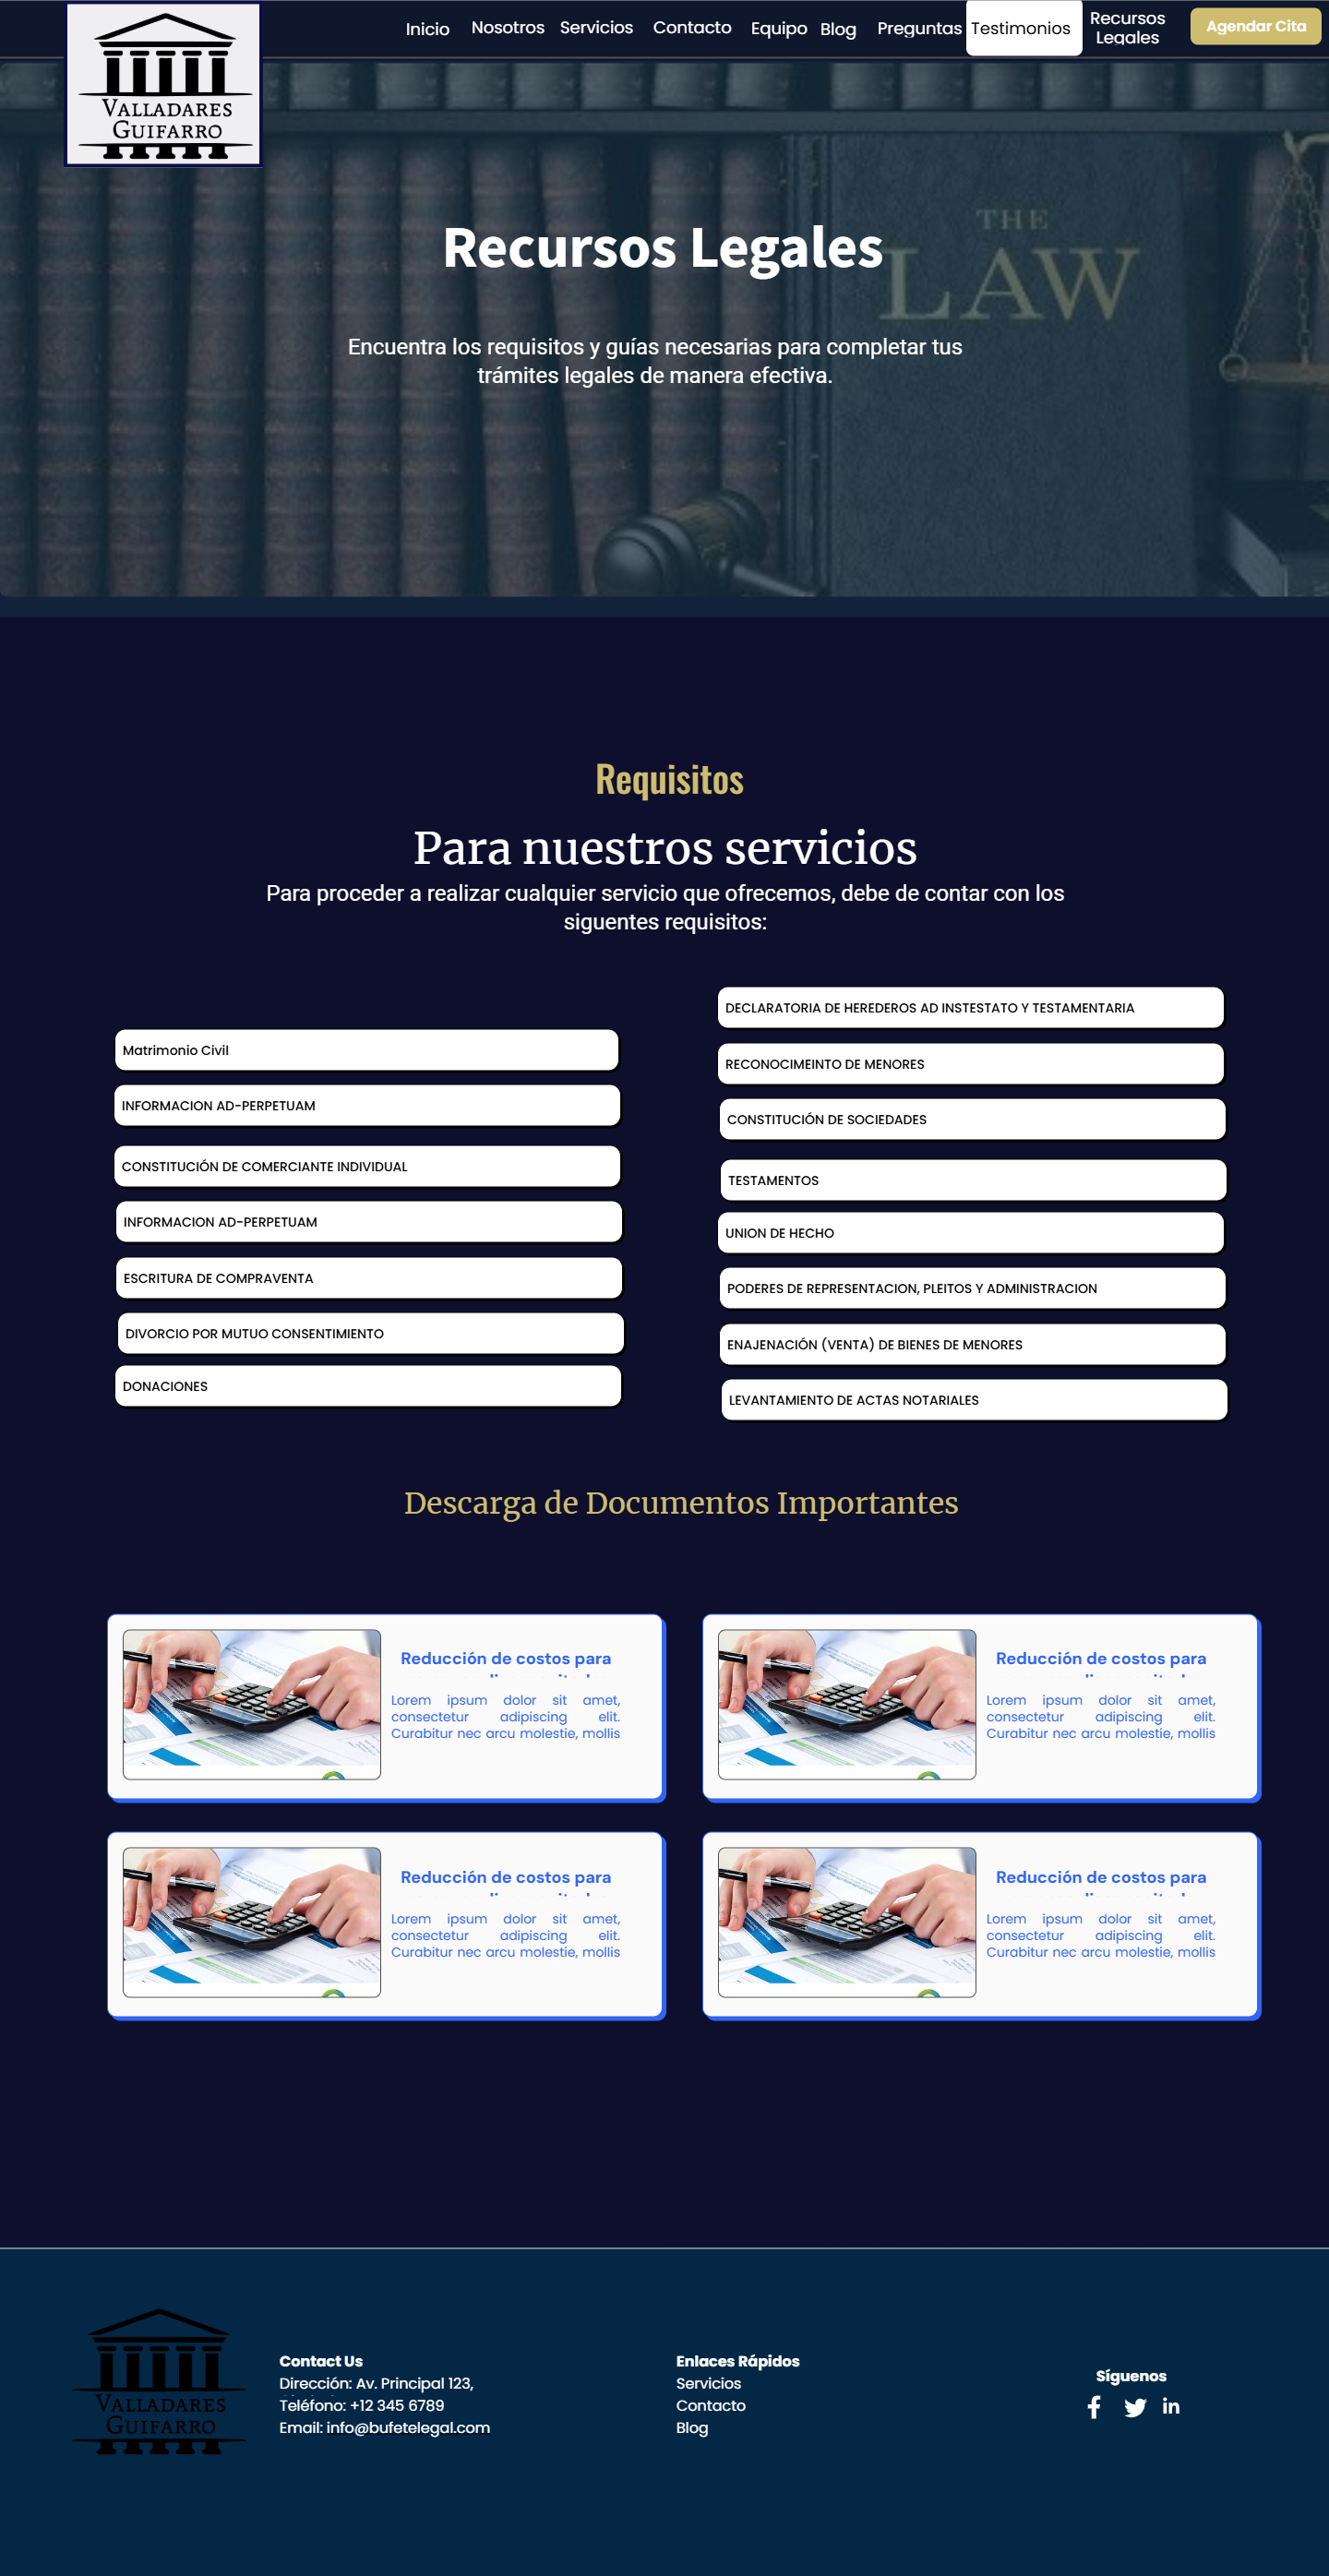 Inicio
Nosotros
Servicios
Contacto
Equipo
Blog
Preguntas
Testimonios
Recursos
Legales
Agendar Cita
VALLADARES
GUIFARRO
THE
LAW
Recursos Legales
Encuentra los requisitos y guías necesarias para completar tus
trámites legales de manera efectiva.
Requisitos
Para nuestros servicios
Para proceder a realizar cualquier servicio que ofrecemos, debe de contar con los
siguentes requisitos:
Matrimonio Civil
INFORMACION AD-PERPETUAM
CONSTITUCIÓN DE COMERCIANTE INDIVIDUAL
INFORMACION AD-PERPETUAM
ESCRITURA DE COMPRAVENTA
DIVORCIO POR MUTUO CONSENTIMIENTO
DONACIONES
DECLARATORIA DE HEREDEROS AD INSTESTATO Y TESTAMENTARIA
RECONOCIMEINTO DE MENORES
CONSTITUCIÓN DE SOCIEDADES
TESTAMENTOS
UNION DE HECHO
PODERES DE REPRESENTACION, PLEITOS Y ADMINISTRACION
ENAJENACIÓN (VENTA) DE BIENES DE MENORES
LEVANTAMIENTO DE ACTAS NOTARIALES
Descarga de Documentos Importantes
Reducción de costos para
Lorem ipsum dolor sit amet,
consectetur adipiscing elit.
Curabitur nec arcu molestie, mollis
Reducción de costos para
Lorem ipsum dolor sit amet,
consectetur adipiscing elit.
Curabitur nec arcu molestie, mollis
Reducción de costos para
Lorem ipsum dolor sit amet,
consectetur adipiscing elit.
Curabitur nec arcu molestie, mollis
Reducción de costos para
Lorem ipsum dolor sit amet,
consectetur adipiscing elit.
Curabitur nec arcu molestie, mollis
VALLADARES
GUIFARRO
Contact Us
Dirección: Av. Principal 123,
Teléfono: +12 345 6789
Email: info@bufetelegal.com
Enlaces Rápidos
Servicios
Contacto
Blog
Síguenos